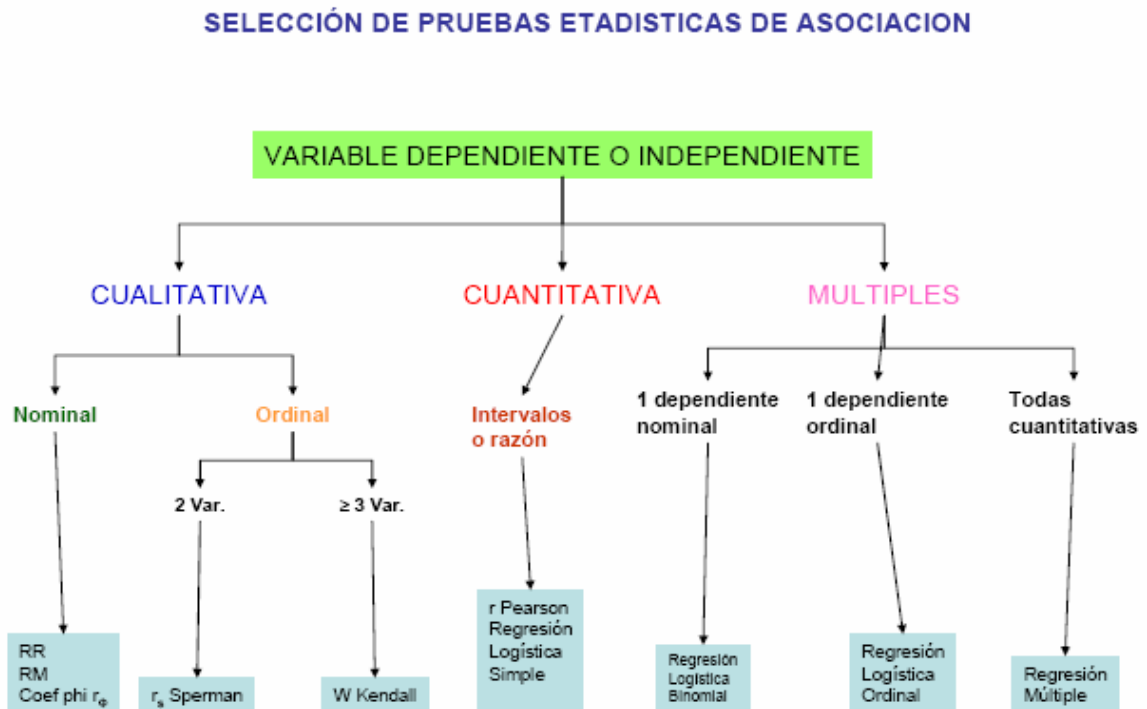 SELECCIÓN DE PRUEBAS ETADISTICAS DE ASOCIACION
VARIABLE DEPENDIENTE O INDEPENDIENTE
CUALITATIVA
CUANTITATIVA
MULTIPLES
Nominal
Ordinal
Intervalos
o razón
1 dependiente
nominal
1 dependiente
ordinal
Todas
cuantitativas
2 Var.
≥ 3 Var.
RR
RM
Coef phi rΦ
rs Sperman
W Kendall
r Pearson
Regresión
Logística
Simple
Regresión
Logística
Binomial
Regresión
Logística
Ordinal
Regresión
Múltiple